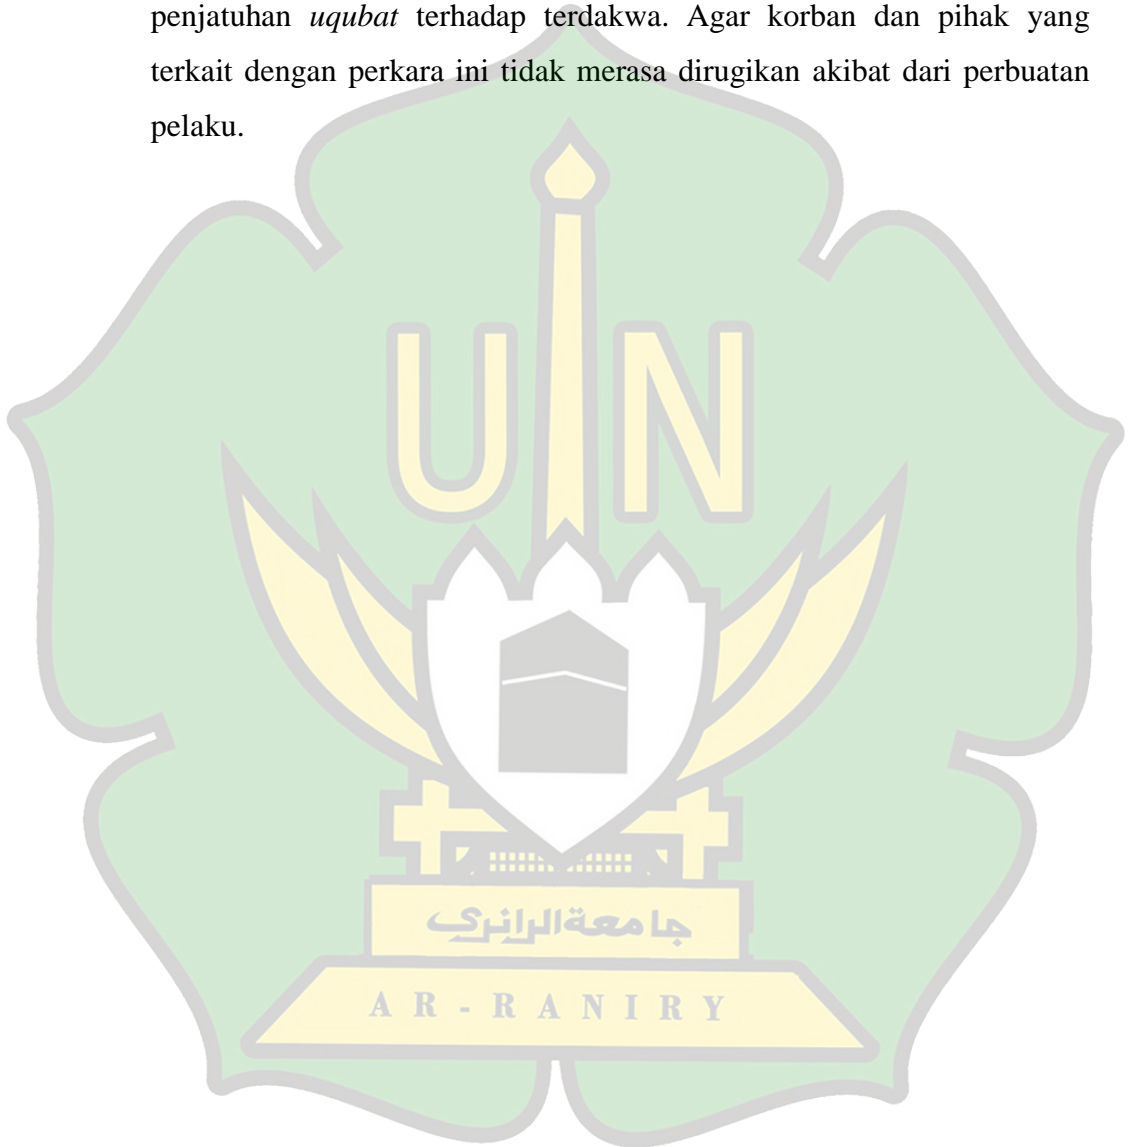 penjatuhan uqubat terhadap terdakwa. Agar korban dan pihak yang
terkait dengan perkara ini tidak merasa dirugikan akibat dari perbuatan
pelaku.
UIN
جامعةالرانري
AR-RANIRY